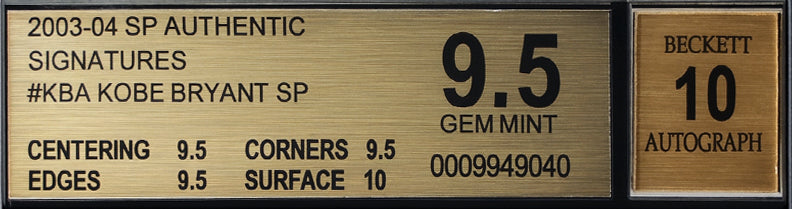 2003-04 SP AUTHENTIC
SIGNATURES
#KBA KOBE BRYANT SP
CENTERING 9.5 CORNERS 9.5
EDGES 9.5 SURFACE 10
9.5
GEM MINT
0009949040
BECKETT
10
AUTOGRAPH